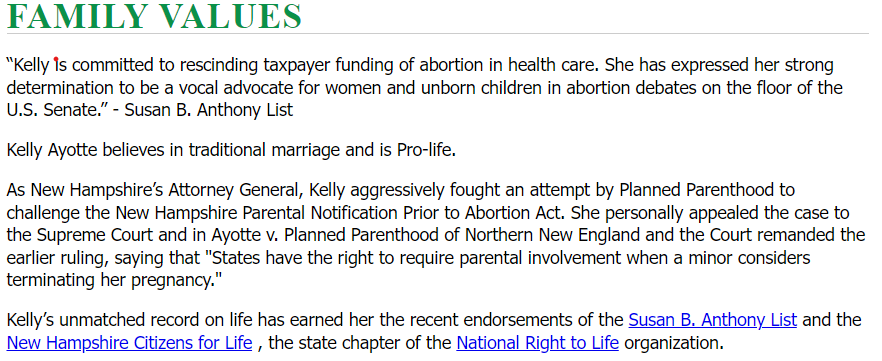 FAMILY VALUES
“Kelly is committed to rescinding taxpayer funding of abortion in health care. She has expressed her strong
determination to be a vocal advocate for women and unborn children in abortion debates on the floor of the
U.S. Senate.” - Susan B. Anthony List
Kelly Ayotte believes in traditional marriage and is Pro-life.
As New Hampshire’s Attorney General, Kelly aggressively fought an attempt by Planned Parenthood to
challenge the New Hampshire Parental Notification Prior to Abortion Act. She personally appealed the case to
the Supreme Court and in Ayotte v. Planned Parenthood of Northern New England and the Court remanded the
earlier ruling, saying that "States have the right to require parental involvement when a minor considers
terminating her pregnancy."
Kelly’s unmatched record on life has earned her the recent endorsements of the Susan B. Anthony List and the
New Hampshire Citizens for Life , the state chapter of the National Right to Life organization.